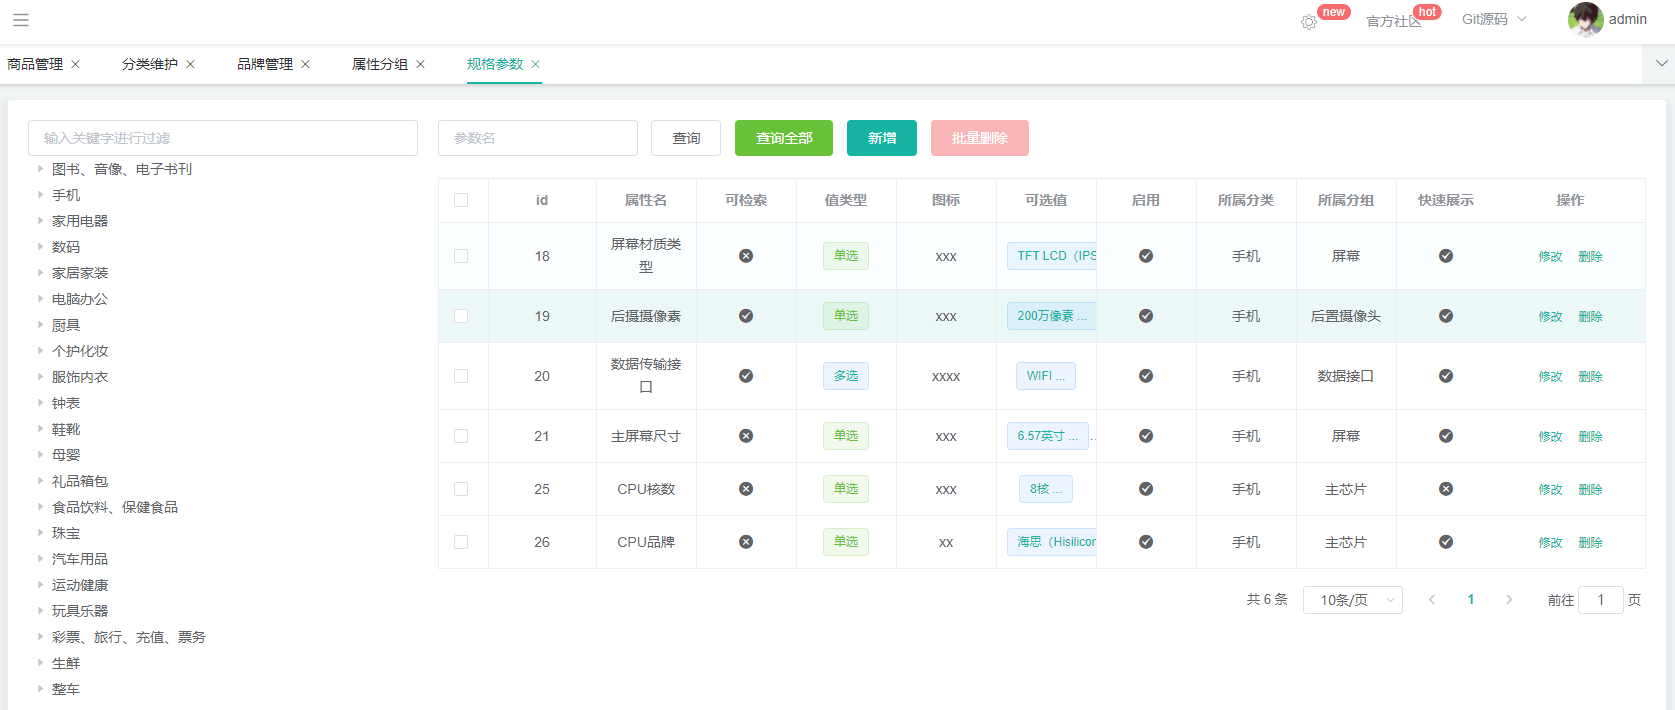 new
官方社区
hot
Git源码
admin
商品管理
分类维护
品牌管理
属性分组
规格参数
输入关键字进行过滤
图书、音像、电子书刊
手机
家用电器
数码
家居家装
电脑办公
厨具
个护化妆
服饰内衣
钟表
鞋靴
母婴
礼品箱包
食品饮料、保健食品
珠宝
汽车用品
运动健康
玩具乐器
彩票、旅行、充值、票务
生鲜
整车
参数名 查询 查询全部 新增 批量删除
id 属性名 可检索 值类型 图标 可选值 启用 所属分类 所属分组 快速展示 操作
18 屏幕材质类型 单选 xxx TFT LCD（IPS 手机 屏幕 修改 删除
19 后摄摄像素 单选 xxx 200万像素 ... 手机 后置摄像头 修改 删除
20 数据传输接口 多选 xxxx WIFI ... 手机 数据接口 修改 删除
21 主屏幕尺寸 单选 xxx 6.57英寸 ... 手机 屏幕 修改 删除
25 CPU核数 单选 xxx 8核 ... 手机 主芯片 修改 删除
26 CPU品牌 单选 xx 海思（Hisilicon 手机 主芯片 修改 删除
共 6 条 10条/页 1 前往 1 页